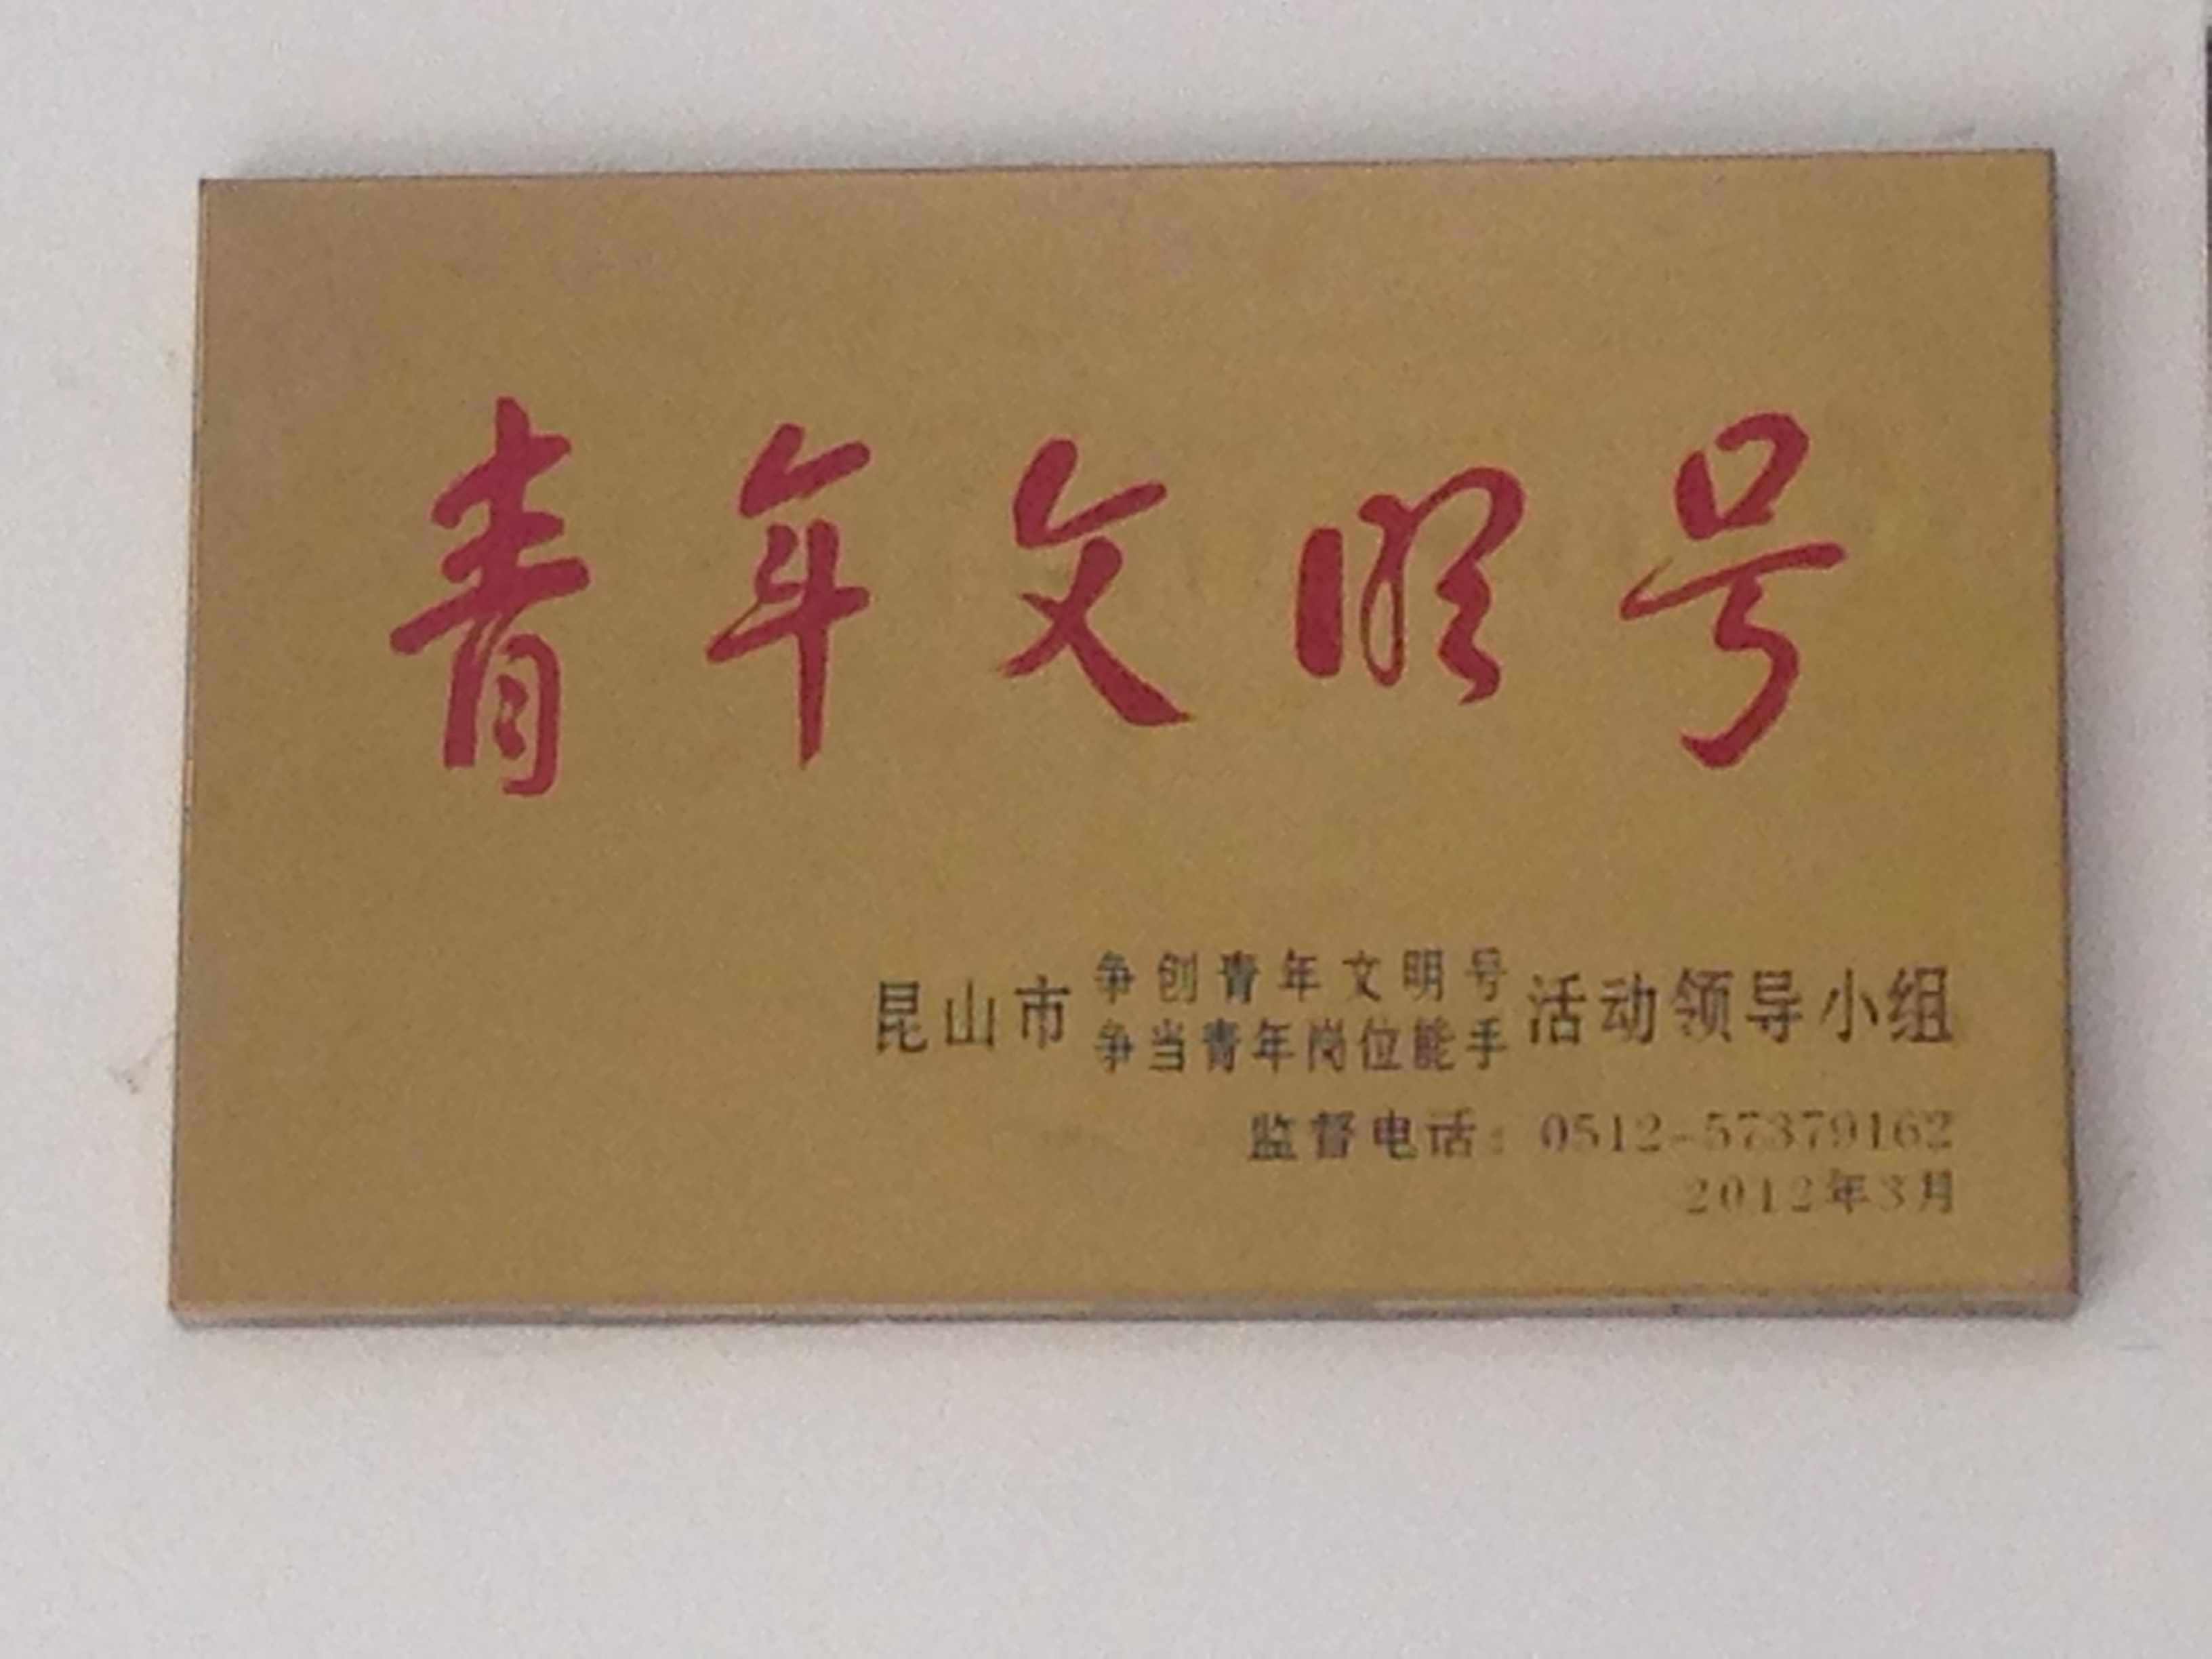 青年文明号
昆山市 争创青年文明号 活动领导小组
争当青年岗位能手
监督电话：0512-57379162
2012年3月